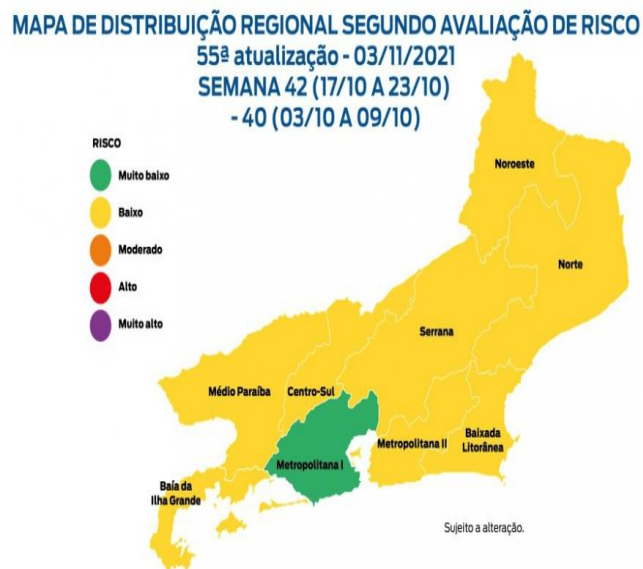 MAPA DE DISTRIBUIÇÃO REGIONAL SEGUNDO AVALIAÇÃO DE RISCO
55ª atualização - 03/11/2021
SEMANA 42 (17/10 A 23/10)
- 40 (03/10 A 09/10)
RISCO
Muito baixo
Baixo
Moderado
Alto
Muito alto
Noroeste
Norte
Serrana
Médio Paraíba
Centro-Sul
Metropolitana I
Metropolitana II
Baixada
Litorânea
Baía da
Ilha Grande
Sujeito a alteração.